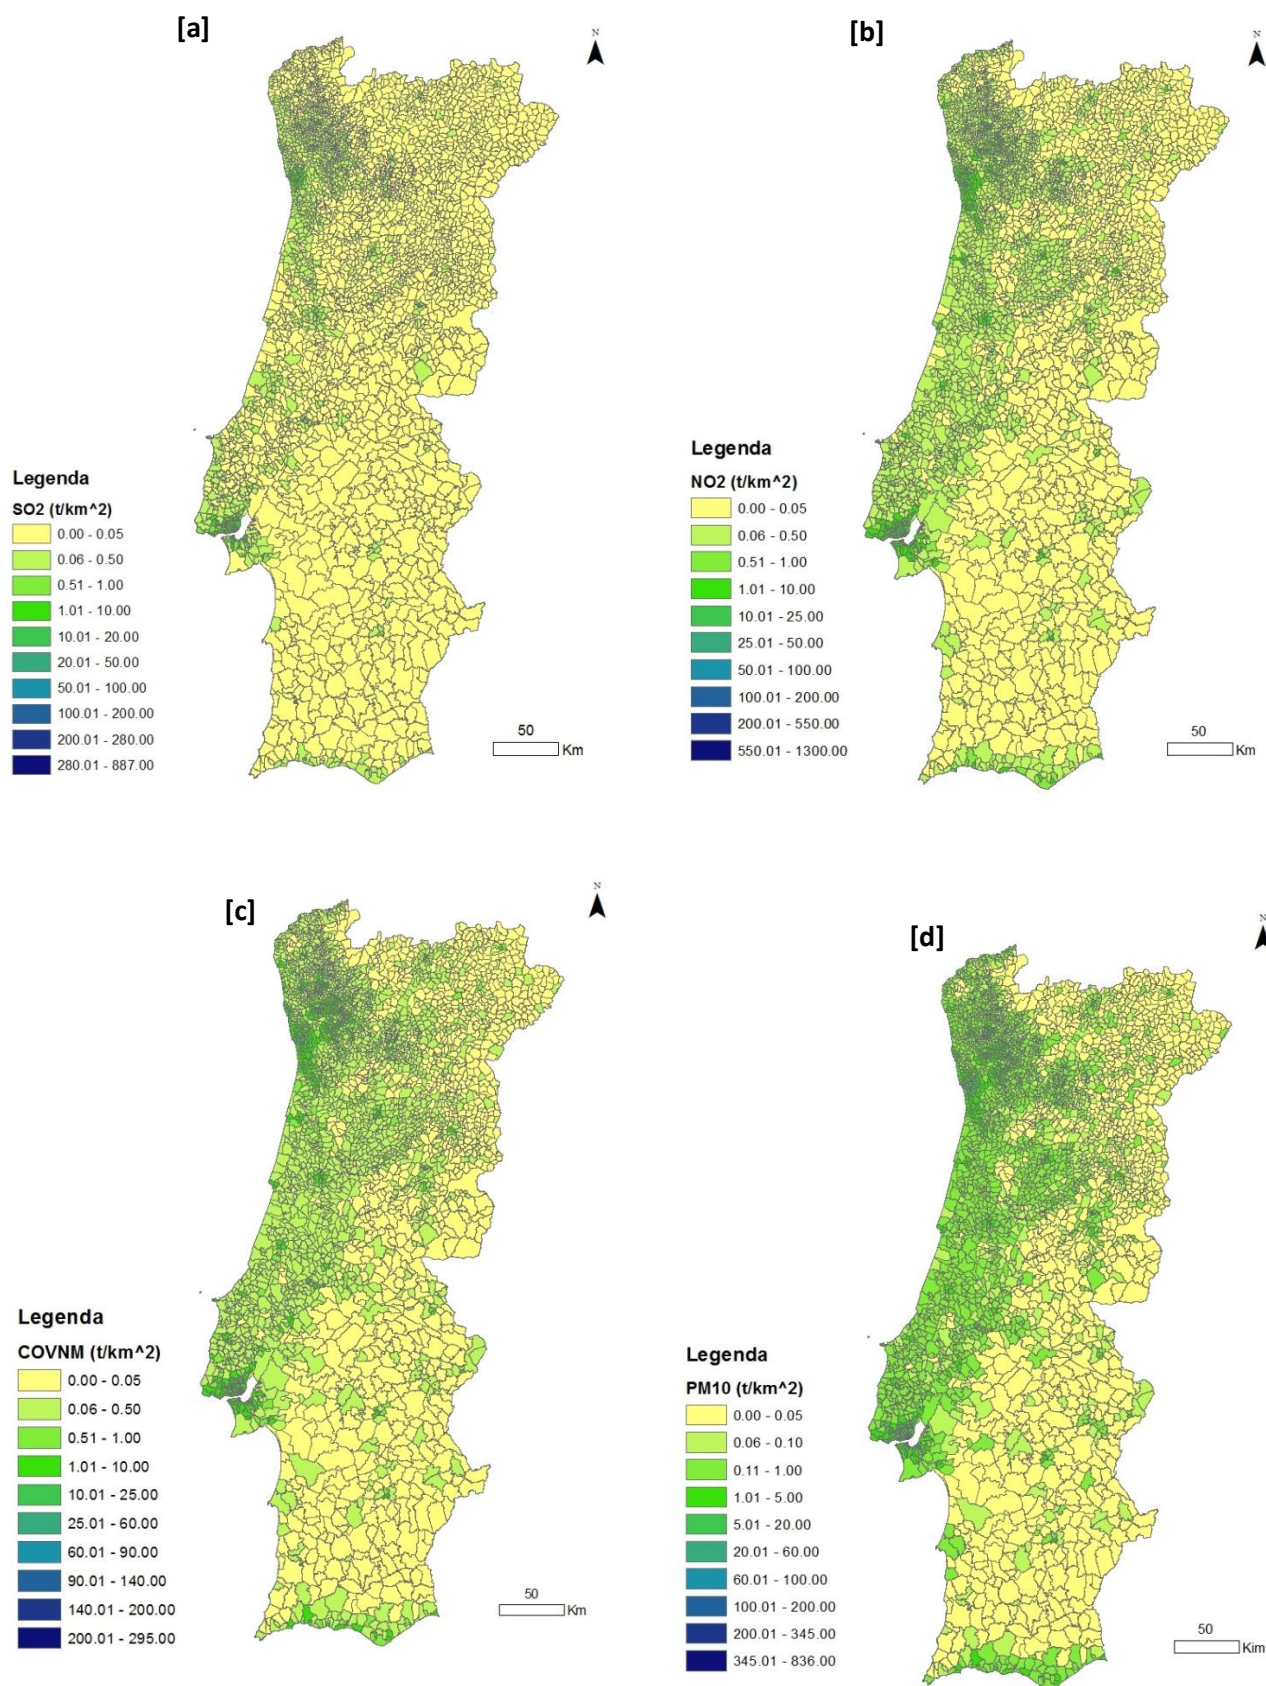 [a]
N
Legenda
SO2 (t/km^2)
0.00 - 0.05
0.06 - 0.50
0.51 - 1.00
1.01 - 10.00
10.01 - 20.00
20.01 - 50.00
50.01 - 100.00
100.01 - 200.00
200.01 - 280.00
280.01 - 887.00
50
Km
[b]
N
Legenda
NO2 (t/km^2)
0.00 - 0.05
0.06 - 0.50
0.51 - 1.00
1.01 - 10.00
10.01 - 25.00
25.01 - 50.00
50.01 - 100.00
100.01 - 200.00
200.01 - 550.00
550.01 - 1300.00
50
Km
[c]
N
Legenda
COVNM (t/km^2)
0.00 - 0.05
0.06 - 0.50
0.51 - 1.00
1.01 - 10.00
10.01 - 25.00
25.01 - 60.00
60.01 - 90.00
90.01 - 140.00
140.01 - 200.00
200.01 - 295.00
50
Km
[d]
N
Legenda
PM10 (t/km^2)
0.00 - 0.05
0.06 - 0.10
0.11 - 1.00
1.01 - 5.00
5.01 - 20.00
20.01 - 60.00
60.01 - 100.00
100.01 - 200.00
200.01 - 345.00
345.01 - 836.00
50
Kim